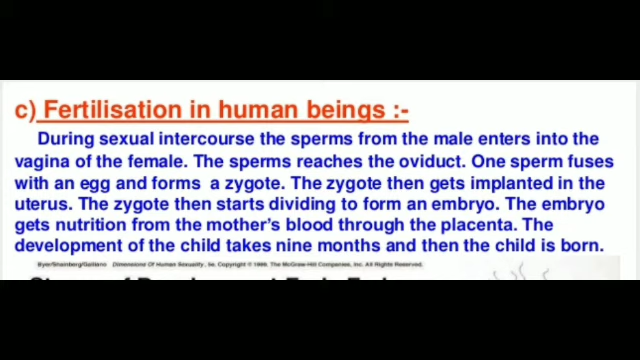 c) Fertilisation in human beings :-
During sexual intercourse the sperms from the male enters into the
vagina of the female. The sperms reaches the oviduct. One sperm fuses
with an egg and forms a zygote. The zygote then gets implanted in the
uterus. The zygote then starts dividing to form an embryo. The embryo
gets nutrition from the mother's blood through the placenta. The
development of the child takes nine months and then the child is born.
Byer/Shainberg/Galliano Dimensions Of Human Sexuality, 5e. Copyright © 1999. The McGraw-Hill Companies, Inc. All Rights Reserved.